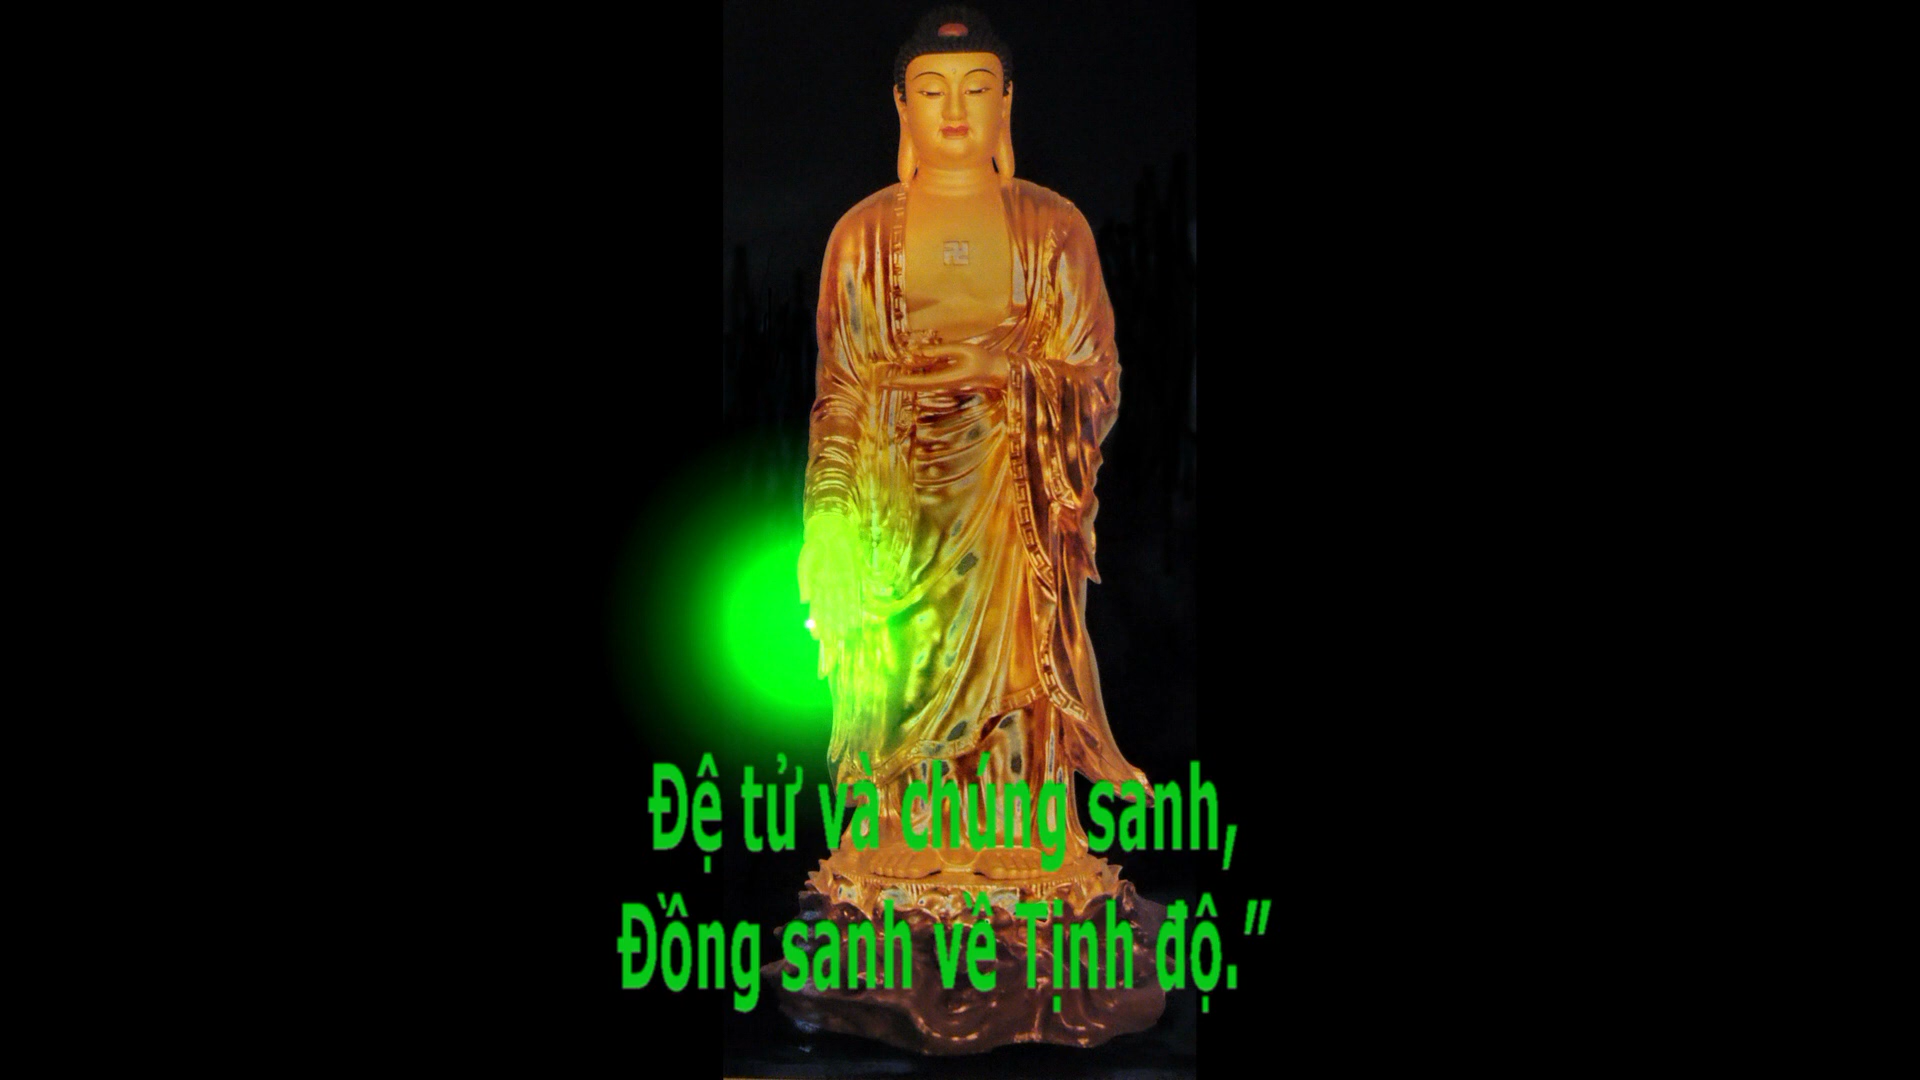 Đệ tử và chúng sanh,
Đồng sanh về Tịnh độ.”